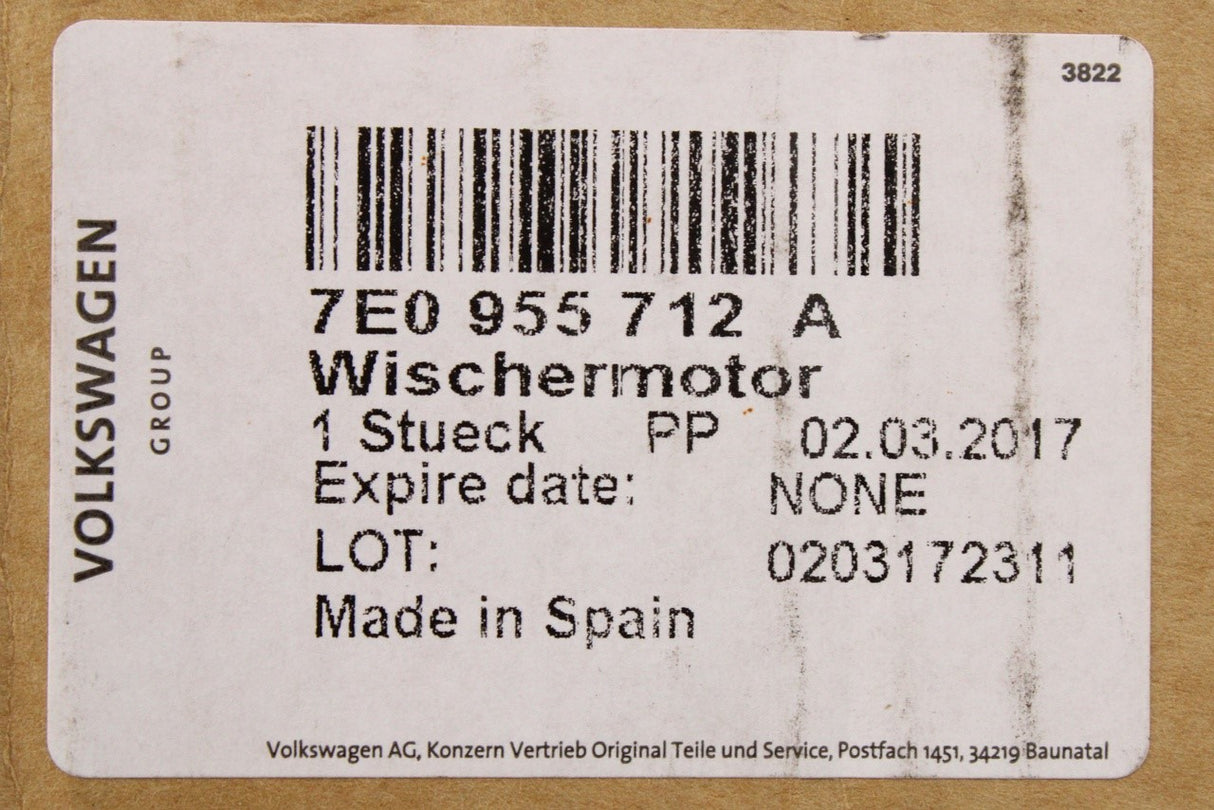 3822
VOLKSWAGEN
GROUP
7E0 955 712 A
Wischermotor
1 Stueck PP 02.03.2017
Expire date: NONE
LOT: 0203172311
Made in Spain
Volkswagen AG, Konzern Vertrieb Original Teile und Service, Postfach 1451, 34219 Baunatal